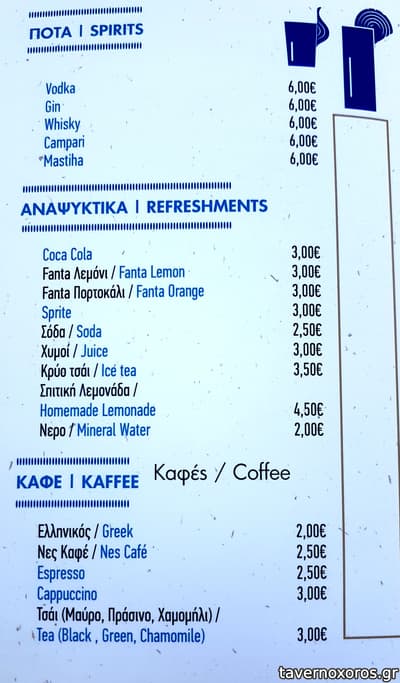 ΠΟΤΑ | SPIRITS
Vodka 6,00€
Gin 6,00€
Whisky 6,00€
Campari 6,00€
*Mastiha 6,00€
ΑΝΑΨΥΚΤΙΚΑ | REFRESHMENTS
Coca Cola 3,00€
Fanta Λεμόνι / Fanta Lemon 3,00€
Fanta Πορτοκάλι / Fanta Orange 3,00€
Sprite 3,00€
Σόδα / Soda 2,50€
Χυμοί / Juice 3,00€
Κρύο τσάι / Ice tea 3,50€
Σπιτική Λεμονάδα /
Homemade Lemonade 4,50€
Νερο / Mineral Water 2,00€
ΚΑΦΕ | KAFFEE Καφές / Coffee
Ελληνικός / Greek 2,00€
Νες Καφέ / Nes Café 2,50€
Espresso 2,50€
Cappuccino 3,00€
Τσάι (Μαύρο, Πράσινο, Χαμομήλι) /
Tea (Black , Green, Chamomile) 3,00€
tavernoxoros.gr